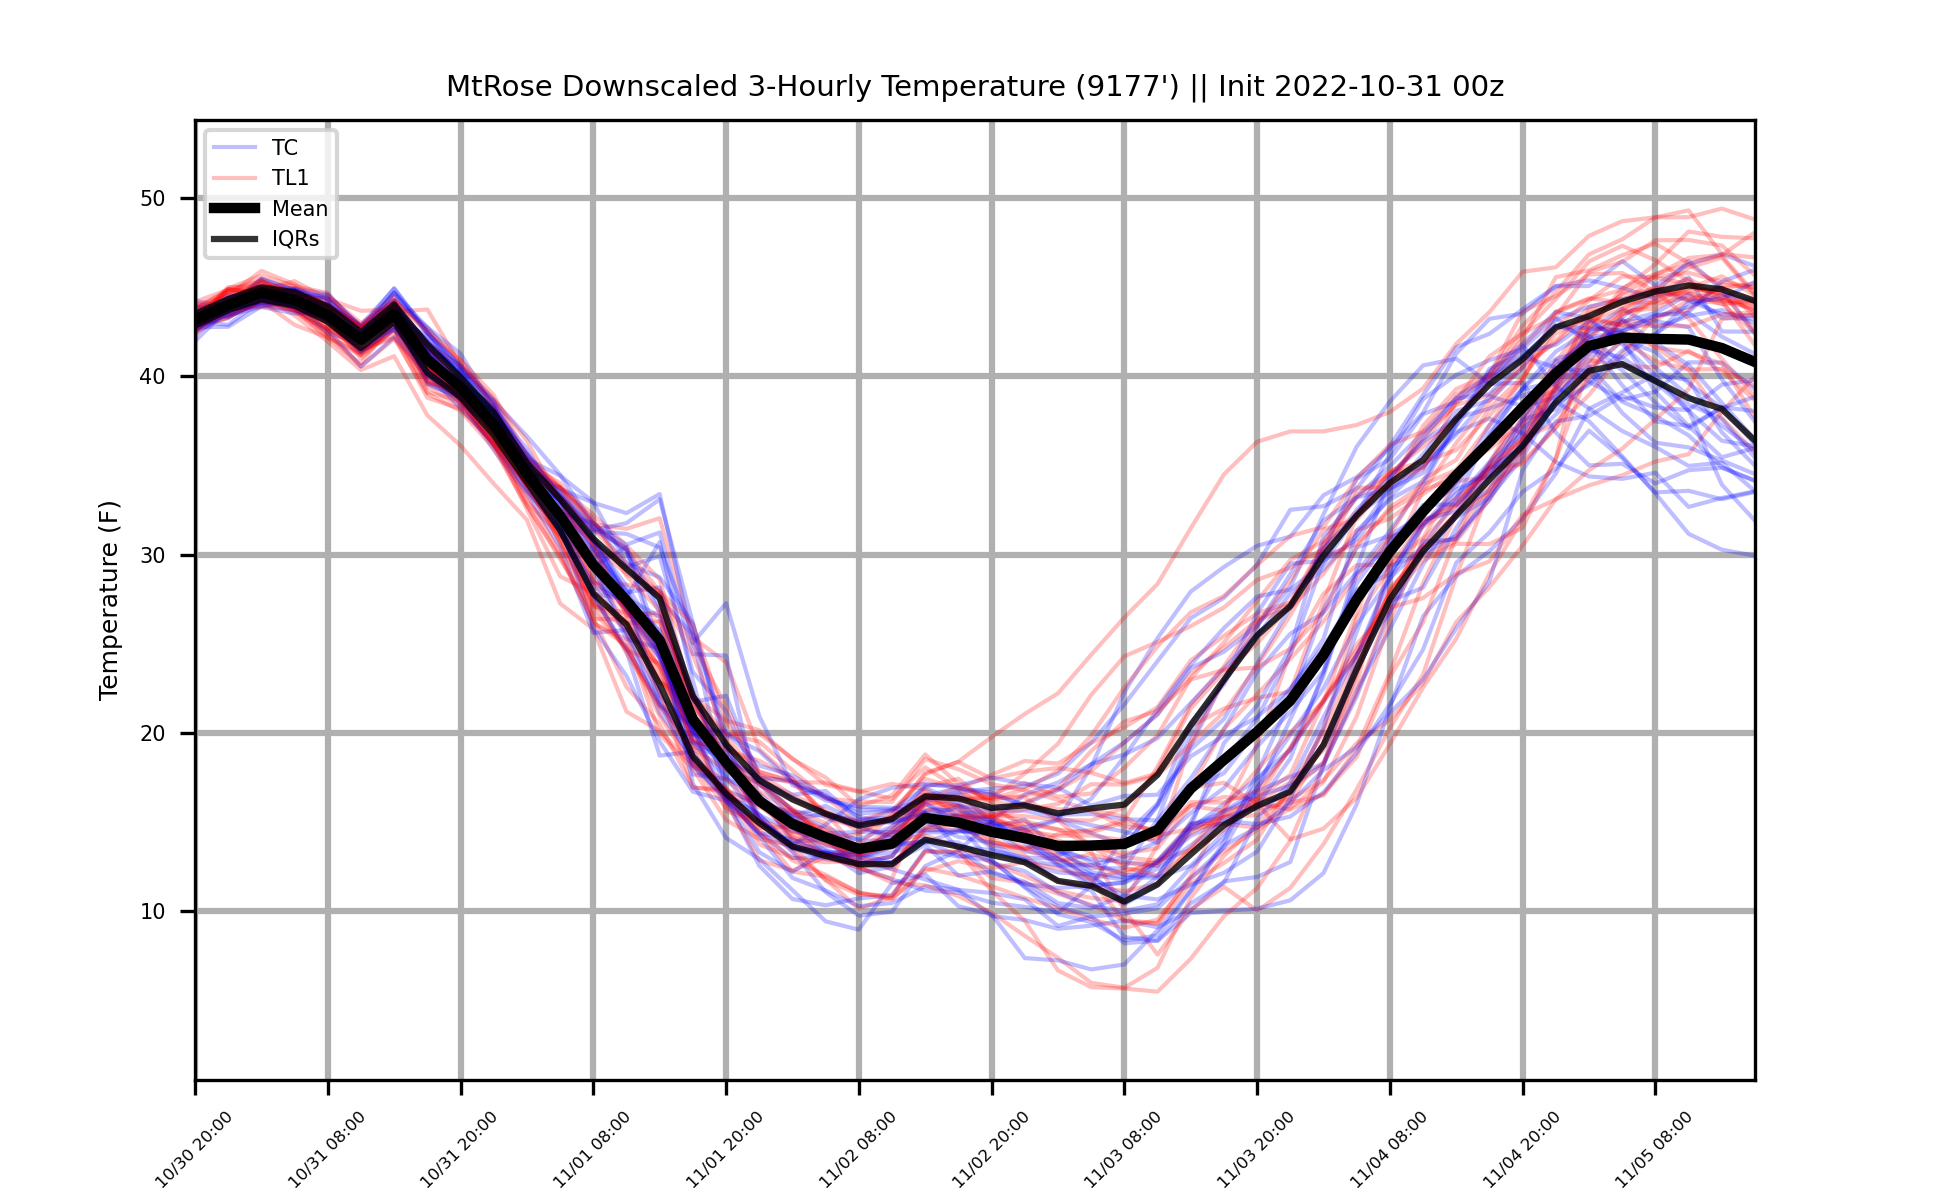 MtRose Downscaled 3-Hourly Temperature (9177') || Init 2022-10-31 00z
TC
TL1
Mean
IQRs
Temperature (F)
50
40
30
20
10
10/30 20:00
10/31 08:00
10/31 20:00
11/01 08:00
11/01 20:00
11/02 08:00
11/02 20:00
11/03 08:00
11/03 20:00
11/04 08:00
11/04 20:00
11/05 08:00